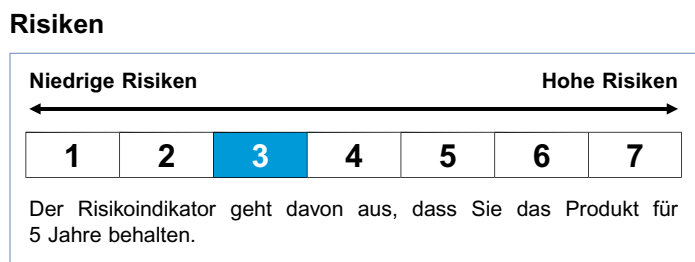 Risiken
Niedrige Risiken Hohe Risiken
1 2 3 4 5 6 7
Der Risikoindikator geht davon aus, dass Sie das Produkt für
5 Jahre behalten.